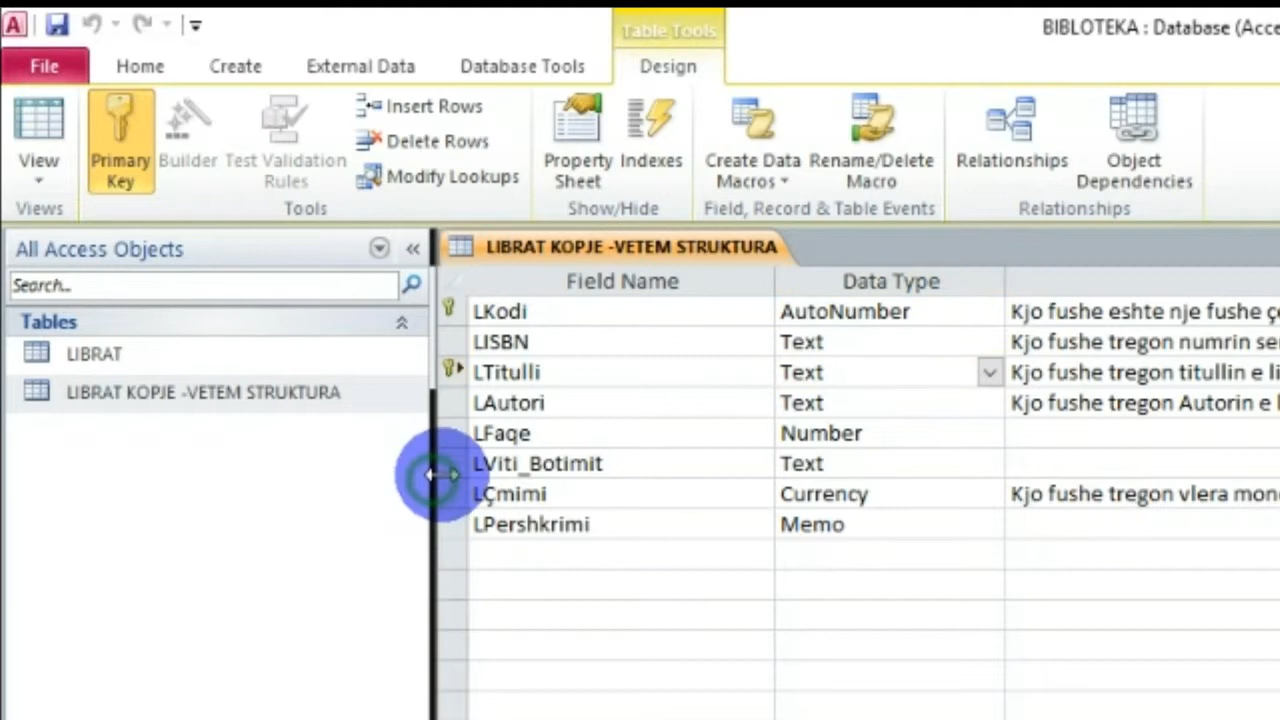 BIBLOTEKA : Database (Acce
Table Tools
File Home Create External Data Database Tools Design
View
Primary Key
Builder
Test Validation Rules
Insert Rows
Delete Rows
Modify Lookups
Property Sheet
Indexes
Create Data Macros
Rename/Delete Macro
Relationships
Object Dependencies
Views Tools Show/Hide Field, Record & Table Events Relationships
All Access Objects
Search...
Tables
LIBRAT
LIBRAT KOPJE -VETEM STRUKTURA
LIBRAT KOPJE -VETEM STRUKTURA
Field Name Data Type
LKodi AutoNumber Kjo fushe eshte nje fushe ç
LISBN Text Kjo fushe tregon numrin se
LTitulli Text Kjo fushe tregon titullin e li
LAutori Text Kjo fushe tregon Autorin e
LFaqe Number
LViti_Botimit Text
LÇmimi Currency Kjo fushe tregon vlera mon
LPershkrimi Memo